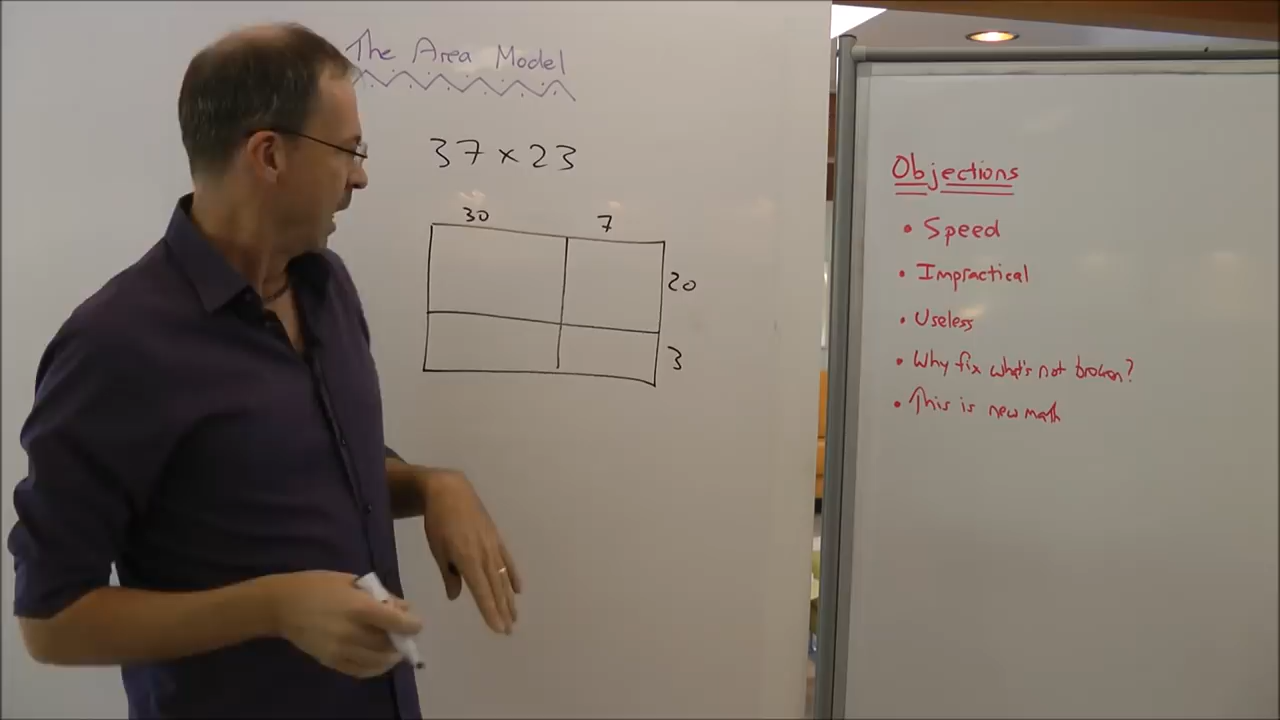 The Area Model
37 × 23
30 7
20
3
Objections
• Speed
• Impractical
• Useless
• Why fix what's not broken?
• This is new math